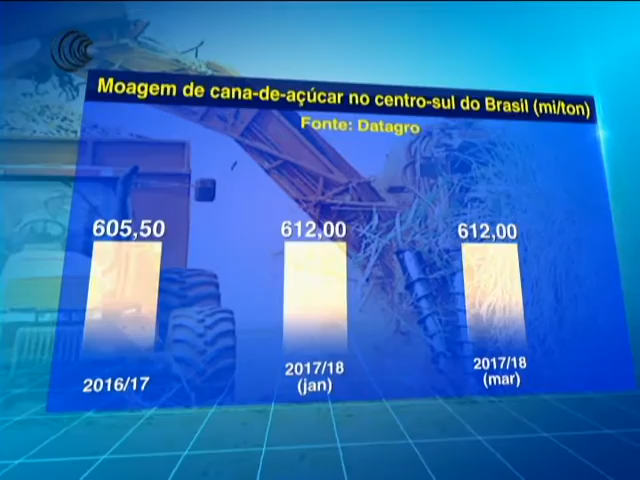 Moagem de cana-de-açúcar no centro-sul do Brasil (mi/ton)
Fonte: Datagro
605,50
612,00
612,00
2016/17
2017/18
(jan)
2017/18
(mar)